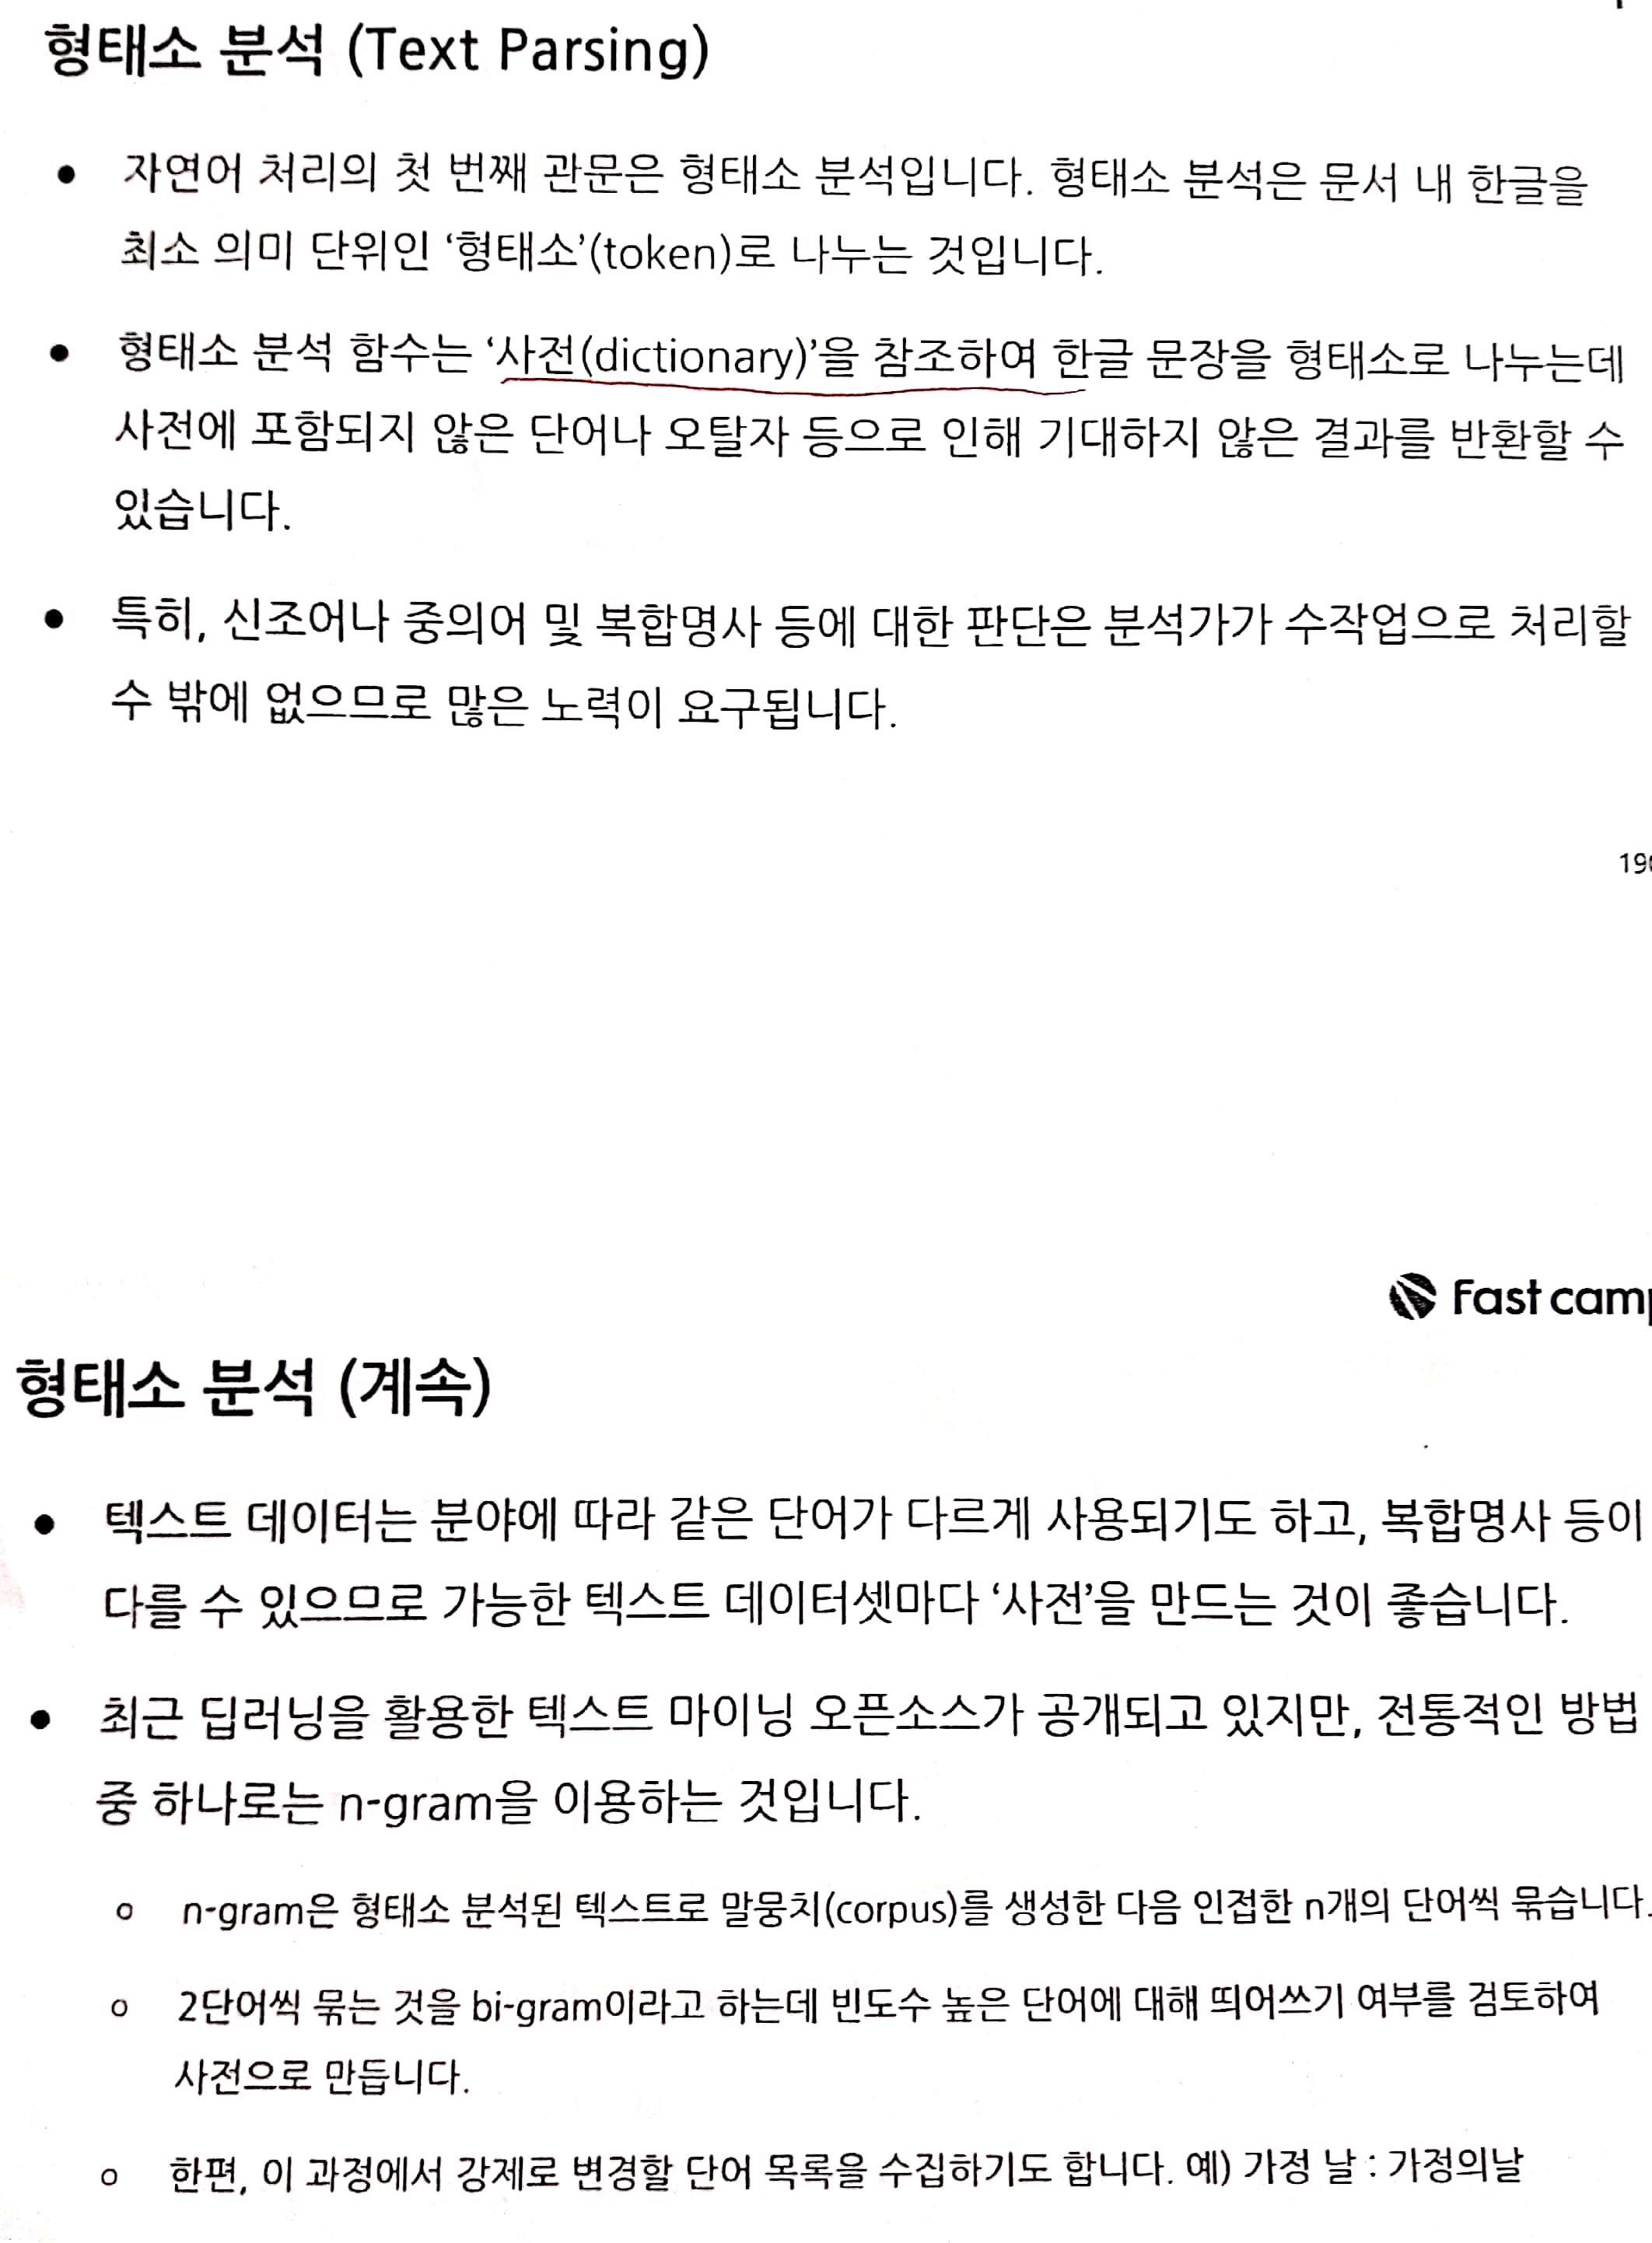 형태소 분석 (Text Parsing)
• 자연어 처리의 첫 번째 관문은 형태소 분석입니다. 형태소 분석은 문서 내 한글을
최소 의미 단위인 ‘형태소’(token)로 나누는 것입니다.
• 형태소 분석 함수는 ‘사전(dictionary)’을 참조하여 한글 문장을 형태소로 나누는데
사전에 포함되지 않은 단어나 오탈자 등으로 인해 기대하지 않은 결과를 반환할 수
있습니다.
• 특히, 신조어나 중의어 및 복합명사 등에 대한 판단은 분석가가 수작업으로 처리할
수 밖에 없으므로 많은 노력이 요구됩니다.
Fast
형태소 분석 (계속)
• 텍스트 데이터는 분야에 따라 같은 단어가 다르게 사용되기도 하고, 복합명사 등이
다를 수 있으므로 가능한 텍스트 데이터셋마다 ‘사전’을 만드는 것이 좋습니다.
• 최근 딥러닝을 활용한 텍스트 마이닝 오픈소스가 공개되고 있지만, 전통적인 방법
중 하나로는 n-gram을 이용하는 것입니다.
o n-gram은 형태소 분석된 텍스트로 말뭉치(corpus)를 생성한 다음 인접한 n개의 단어씩 묶습니다.
o 2단어씩 묶는 것을 bi-gram이라고 하는데 빈도수 높은 단어에 대해 띄어쓰기 여부를 검토하여
사전으로 만듭니다.
o 한편, 이 과정에서 강제로 변경할 단어 목록을 수집하기도 합니다. 예) 가정 날 : 가정의날